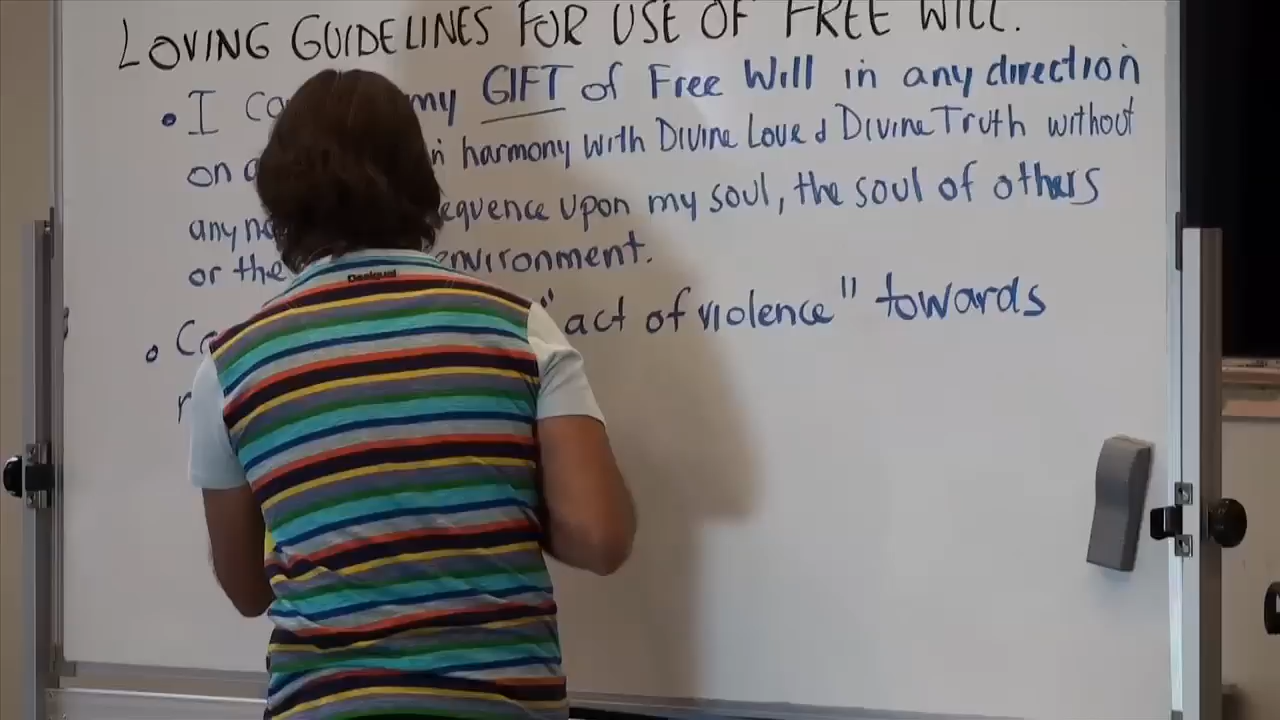 LOVING GUIDELINES FOR USE OF FREE WILL.
• I my GIFT of Free Will in any direction
on harmony with Divine Love & Divine Truth without
any upon my soul, the soul of others
or the environment.
• "act of violence" towards
Desigual